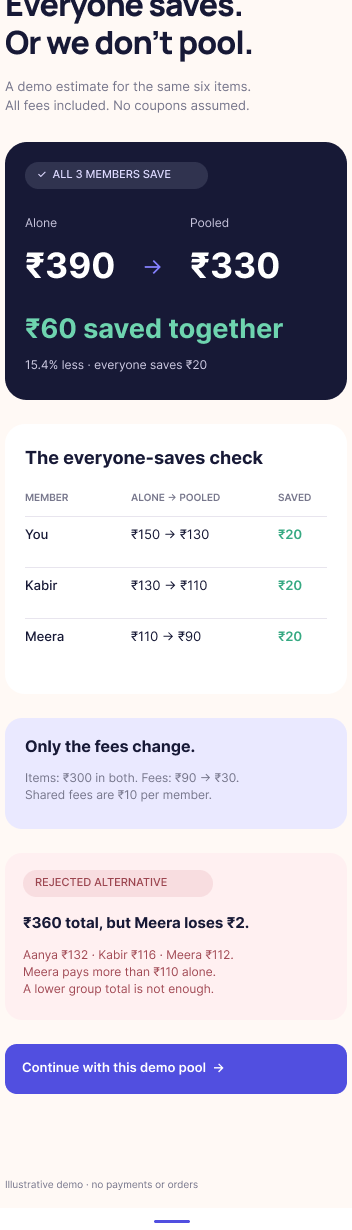 Everyone saves.
Or we don't pool.
A demo estimate for the same six items.
All fees included. No coupons assumed.
✓ ALL 3 MEMBERS SAVE
Alone Pooled
₹390 → ₹330
₹60 saved together
15.4% less · everyone saves ₹20
The everyone-saves check
MEMBER ALONE → POOLED SAVED
You ₹150 → ₹130 ₹20
Kabir ₹130 → ₹110 ₹20
Meera ₹110 → ₹90 ₹20
Only the fees change.
Items: ₹300 in both. Fees: ₹90 → ₹30.
Shared fees are ₹10 per member.
REJECTED ALTERNATIVE
₹360 total, but Meera loses ₹2.
Aanya ₹132 · Kabir ₹116 · Meera ₹112.
Meera pays more than ₹110 alone.
A lower group total is not enough.
Continue with this demo pool →
Illustrative demo · no payments or orders